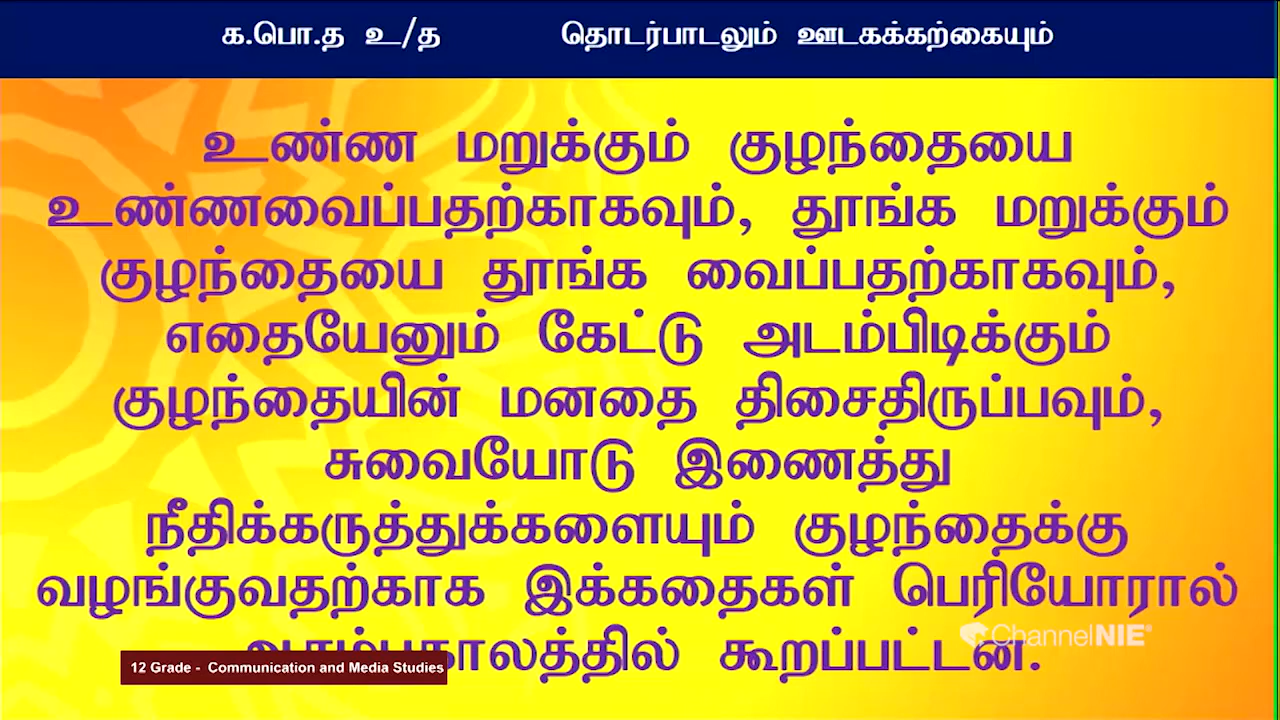 க.பொ.த உ/த தொடர்பாடலும் ஊடகக்கற்கையும்
உண்ண மறுக்கும் குழந்தையை
உண்ணவைப்பதற்காகவும், தூங்க மறுக்கும்
குழந்தையை தூங்க வைப்பதற்காகவும்,
எதையேனும் கேட்டு அடம்பிடிக்கும்
குழந்தையின் மனதை திசைதிருப்பவும்,
சுவையோடு இணைத்து
நீதிக்கருத்துக்களையும் குழந்தைக்கு
வழங்குவதற்காக இக்கதைகள் பெரியோரால்
கூறப்பட்டன.
ChannelNIE
12 Grade - Communication and Media Studies